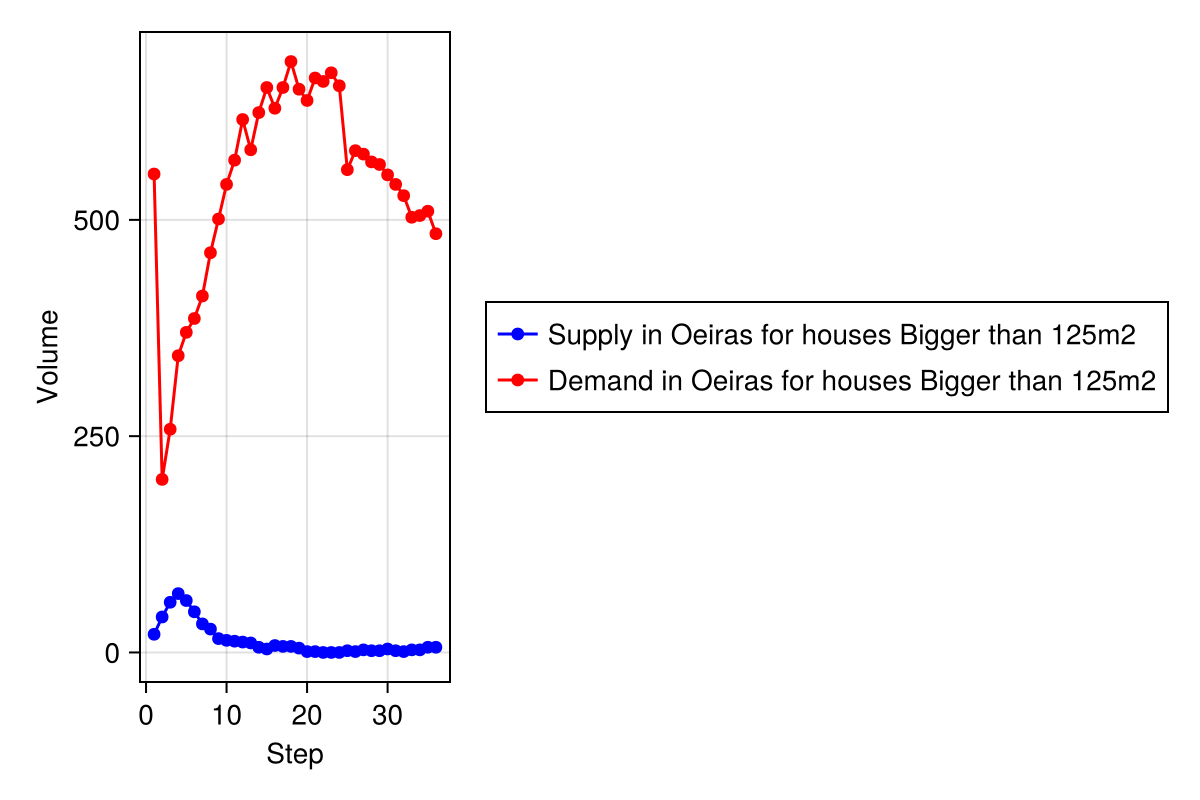 Volume
500
250
0
0 10 20 30
Step
Supply in Oeiras for houses Bigger than 125m2
Demand in Oeiras for houses Bigger than 125m2